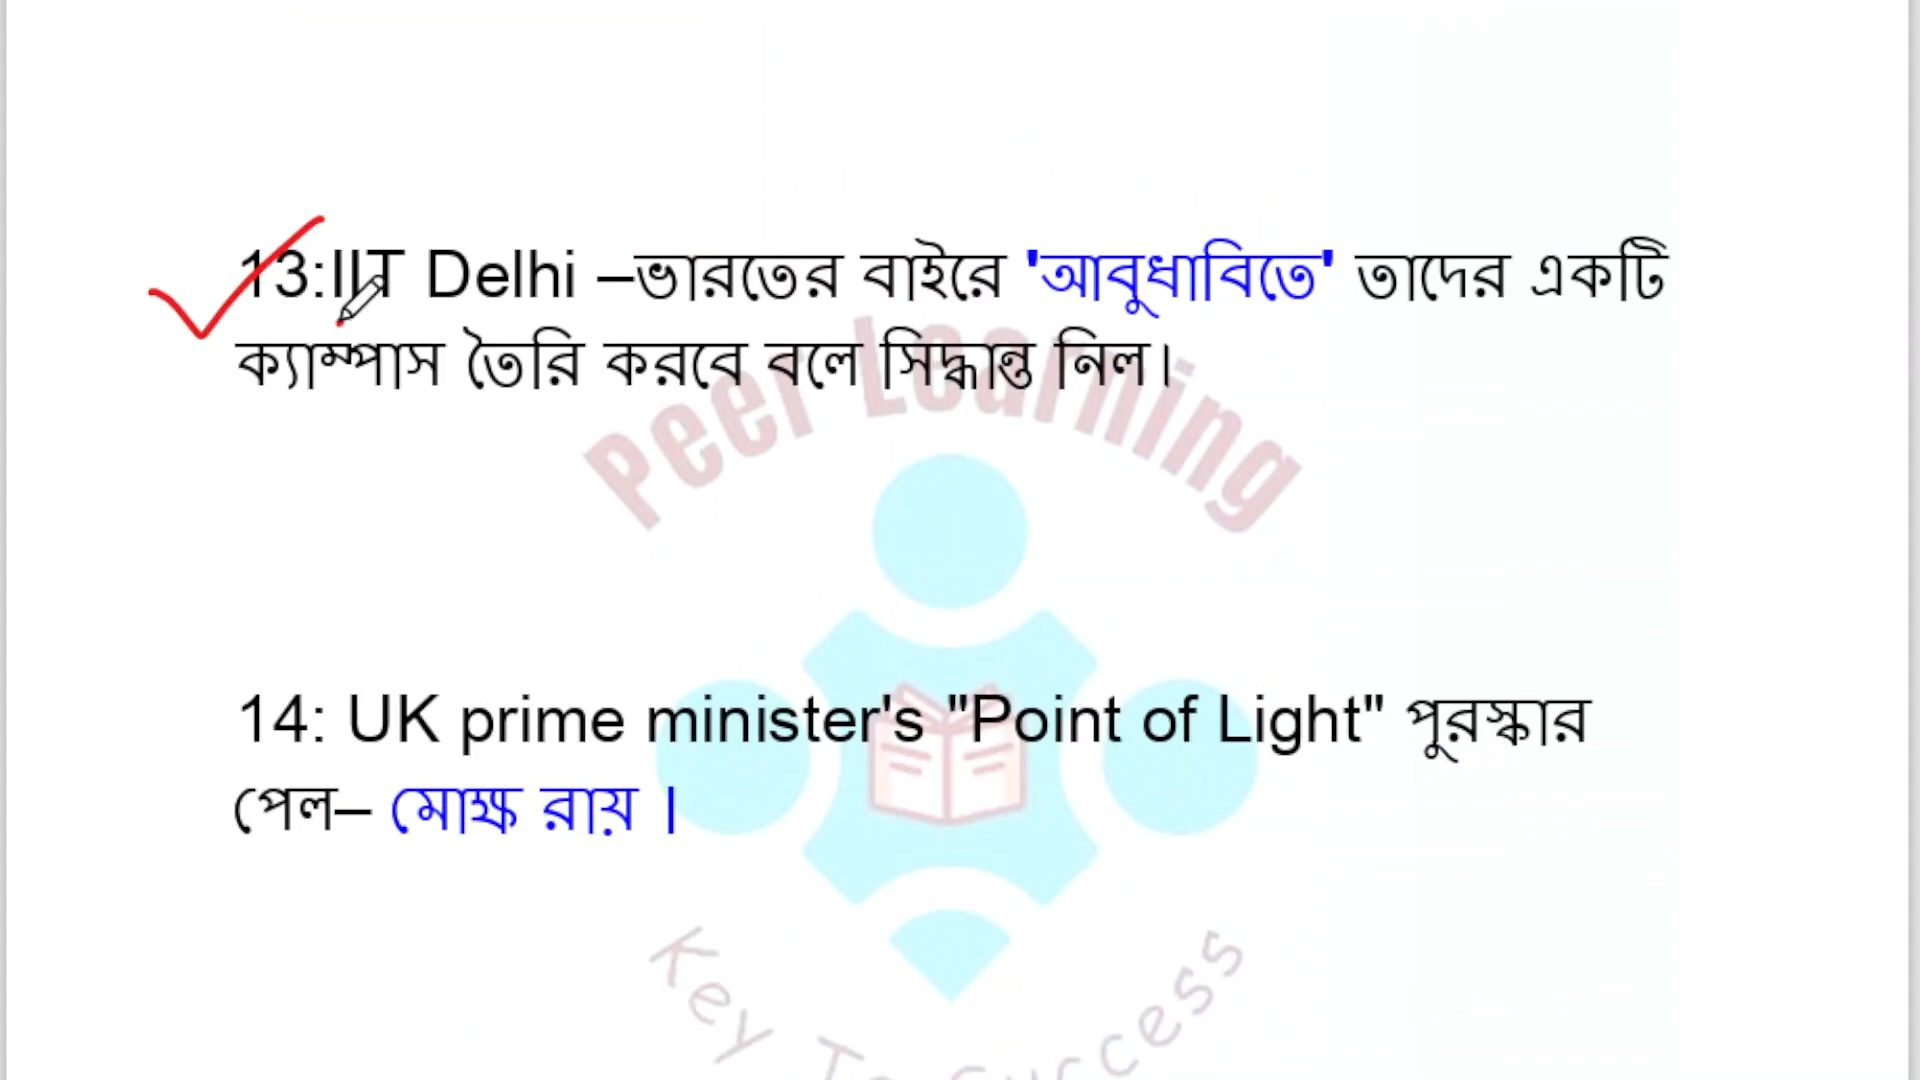 13:IIT Delhi –ভারতের বাইরে 'আবুধাবিতে' তাদের একটি
ক্যাম্পাস তৈরি করবে বলে সিদ্ধান্ত নিল।
Peer Learning
14: UK prime minister's "Point of Light" পুরস্কার
পেল– মোক্ষ রায় ।
Key To Success